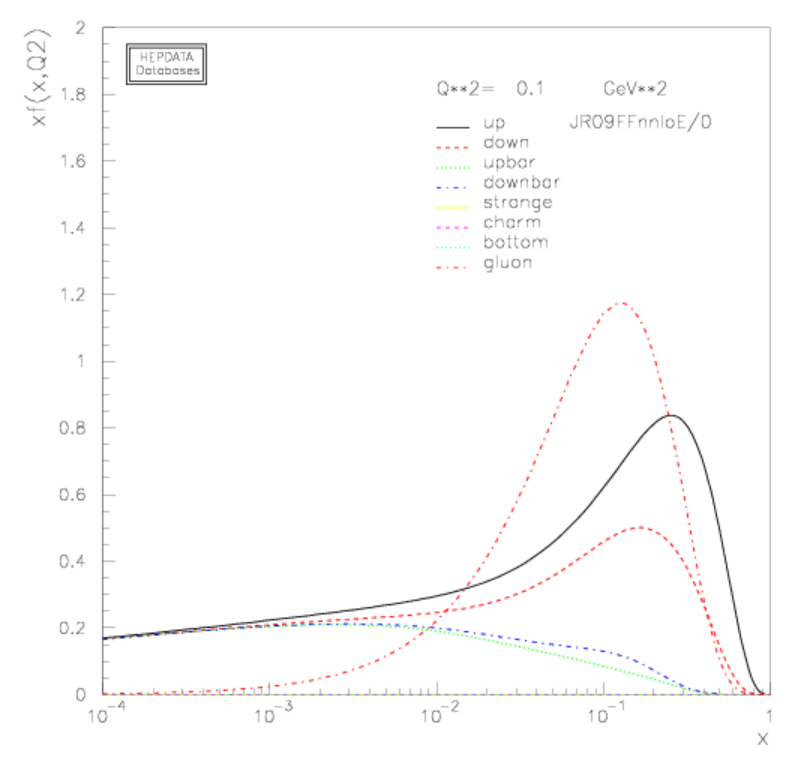 xf(x,Q2)
2
1.8
1.6
1.4
1.2
1
0.8
0.6
0.4
0.2
0
HEPDATA
Databases
Q**2= 0.1 GeV**2
up JR09FFnnloE/0
down
upbar
downbar
strange
charm
bottom
gluon
10-4 10-3 10-2 10-1 1
x